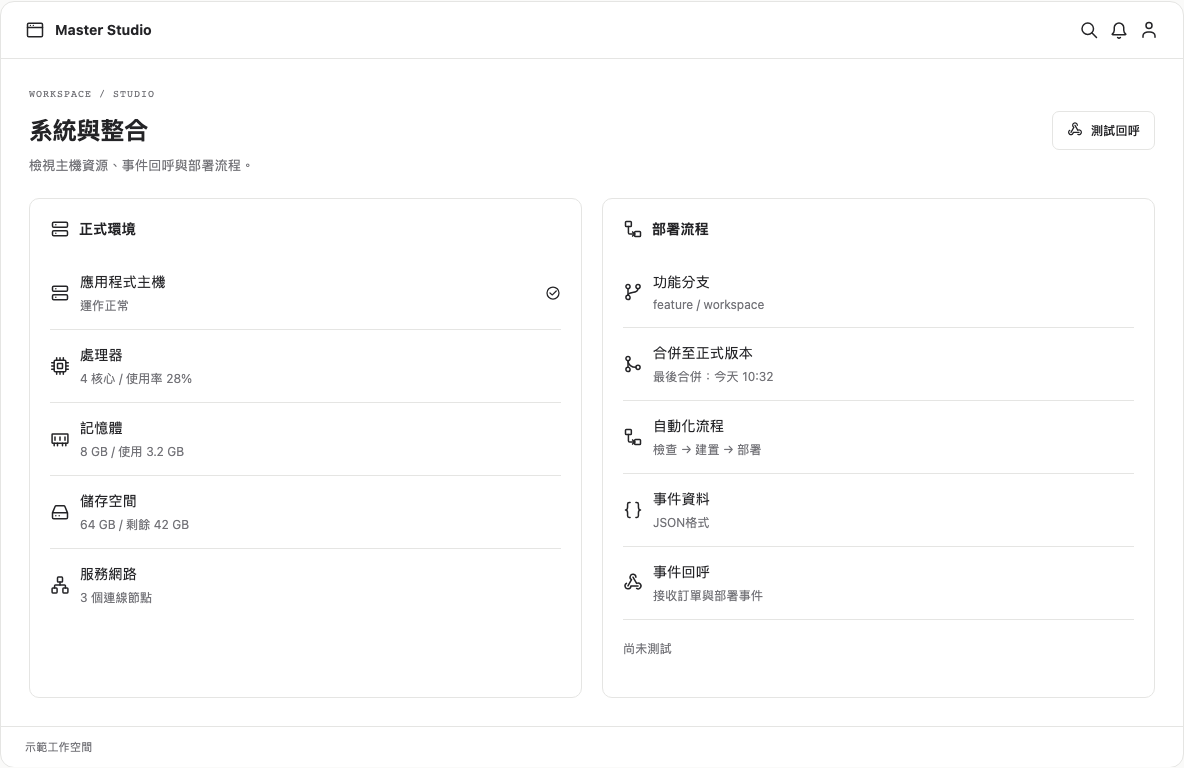 Master Studio
WORKSPACE / STUDIO
系統與整合
檢視主機資源、事件回呼與部署流程。
測試回呼
正式環境
應用程式主機
運作正常
處理器
4 核心 / 使用率 28%
記憶體
8 GB / 使用 3.2 GB
儲存空間
64 GB / 剩餘 42 GB
服務網路
3 個連線節點
部署流程
功能分支
feature / workspace
合併至正式版本
最後合併：今天 10:32
自動化流程
檢查 → 建置 → 部署
事件資料
JSON格式
事件回呼
接收訂單與部署事件
尚未測試
示範工作空間